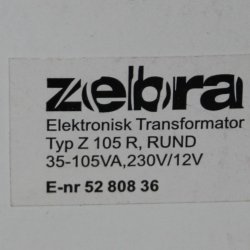 zebra
Elektronisk Transformator
Typ Z 105 R, RUND
35-105VA,230V/12V
E-nr 52 808 36